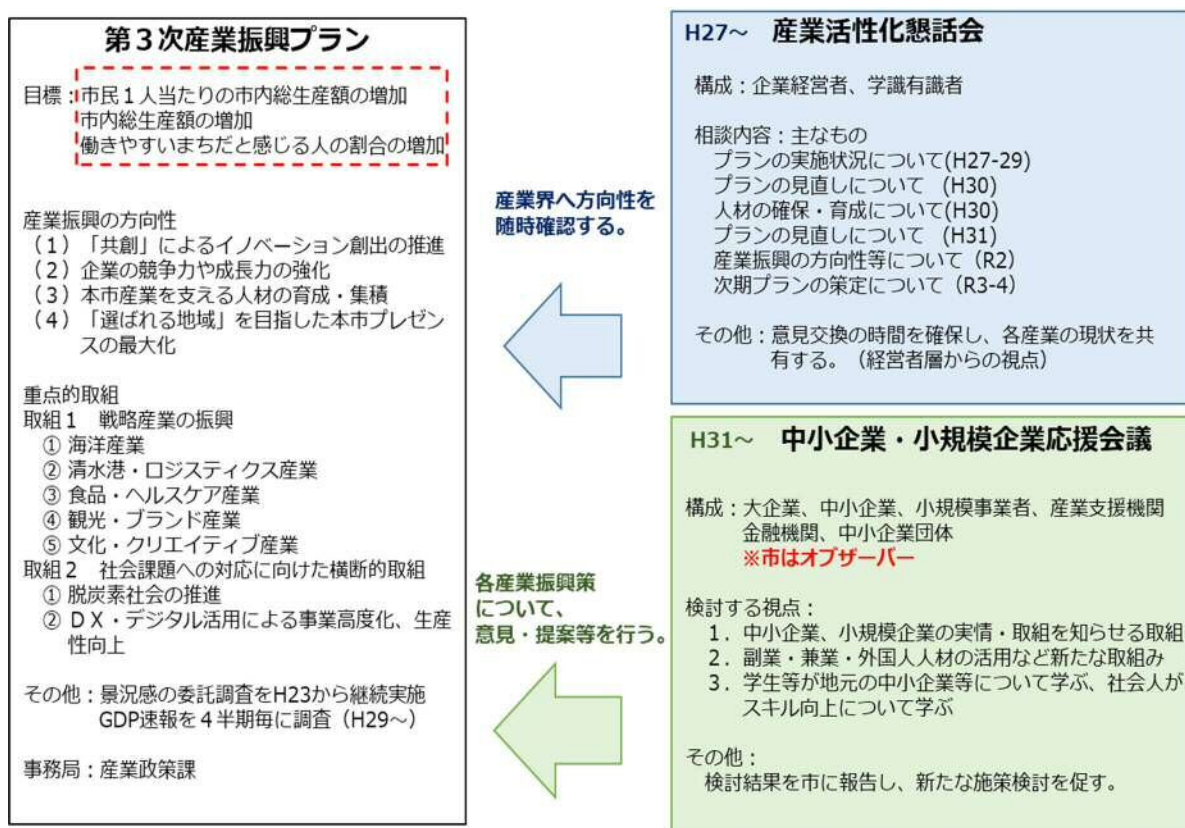 第３次産業振興プラン
目標：市民１人当たりの市内総生産額の増加
市内総生産額の増加
働きやすいまちだと感じる人の割合の増加
産業振興の方向性
（１）「共創」によるイノベーション創出の推進
（２）企業の競争力や成長力の強化
（３）本市産業を支える人材の育成・集積
（４）「選ばれる地域」を目指した本市プレゼン
スの最大化
重点的取組
取組１　戦略産業の振興
① 海洋産業
② 清水港・ロジスティクス産業
③ 食品・ヘルスケア産業
④ 観光・ブランド産業
⑤ 文化・クリエイティブ産業
取組２　社会課題への対応に向けた横断的取組
① 脱炭素社会の推進
② ＤＸ・デジタル活用による事業高度化、生産
性向上
その他：景況感の委託調査をH23から継続実施
GDP速報を４半期毎に調査（H29～）
事務局：産業政策課
産業界へ方向性を
随時確認する。
各産業振興策
について、
意見・提案等を行う。
H27～　産業活性化懇話会
構成：企業経営者、学識有識者
相談内容：主なもの
プランの実施状況について(H27-29)
プランの見直しについて　(H30)
人材の確保・育成について(H30)
プランの見直しについて　(H31)
産業振興の方向性等について（R2）
次期プランの策定について（R3-4）
その他：意見交換の時間を確保し、各産業の現状を共
有する。（経営者層からの視点）
H31～　中小企業・小規模企業応援会議
構成：大企業、中小企業、小規模事業者、産業支援機関
金融機関、中小企業団体
※市はオブザーバー
検討する視点：
１．中小企業、小規模企業の実情・取組を知らせる取組
２．副業・兼業・外国人人材の活用など新たな取組み
３．学生等が地元の中小企業等について学ぶ、社会人が
スキル向上について学ぶ
その他：
検討結果を市に報告し、新たな施策検討を促す。